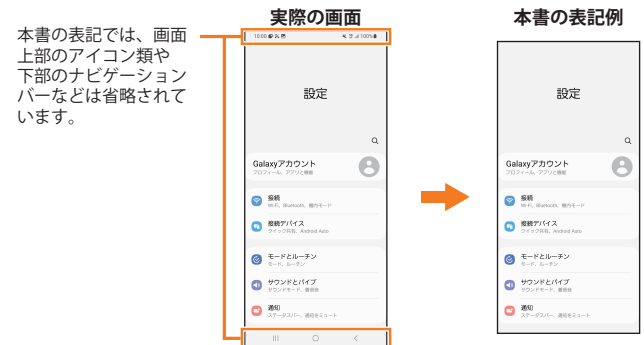 実際の画面
本書の表記例
本書の表記では、画面
上部のアイコン類や
下部のナビゲーション
バーなどは省略されて
います。
10:00
100%
設定
Galaxyアカウント
プロフィール、アプリと機能
接続
Wi-Fi、Bluetooth、機内モード
接続デバイス
クイック共有、Android Auto
モードとルーチン
モード、ルーチン
サウンドとバイブ
サウンドモード、着信音
通知
ステータスバー、通知をミュート
設定
Galaxyアカウント
プロフィール、アプリと機能
接続
Wi-Fi、Bluetooth、機内モード
接続デバイス
クイック共有、Android Auto
モードとルーチン
モード、ルーチン
サウンドとバイブ
サウンドモード、着信音
通知
ステータスバー、通知をミュート